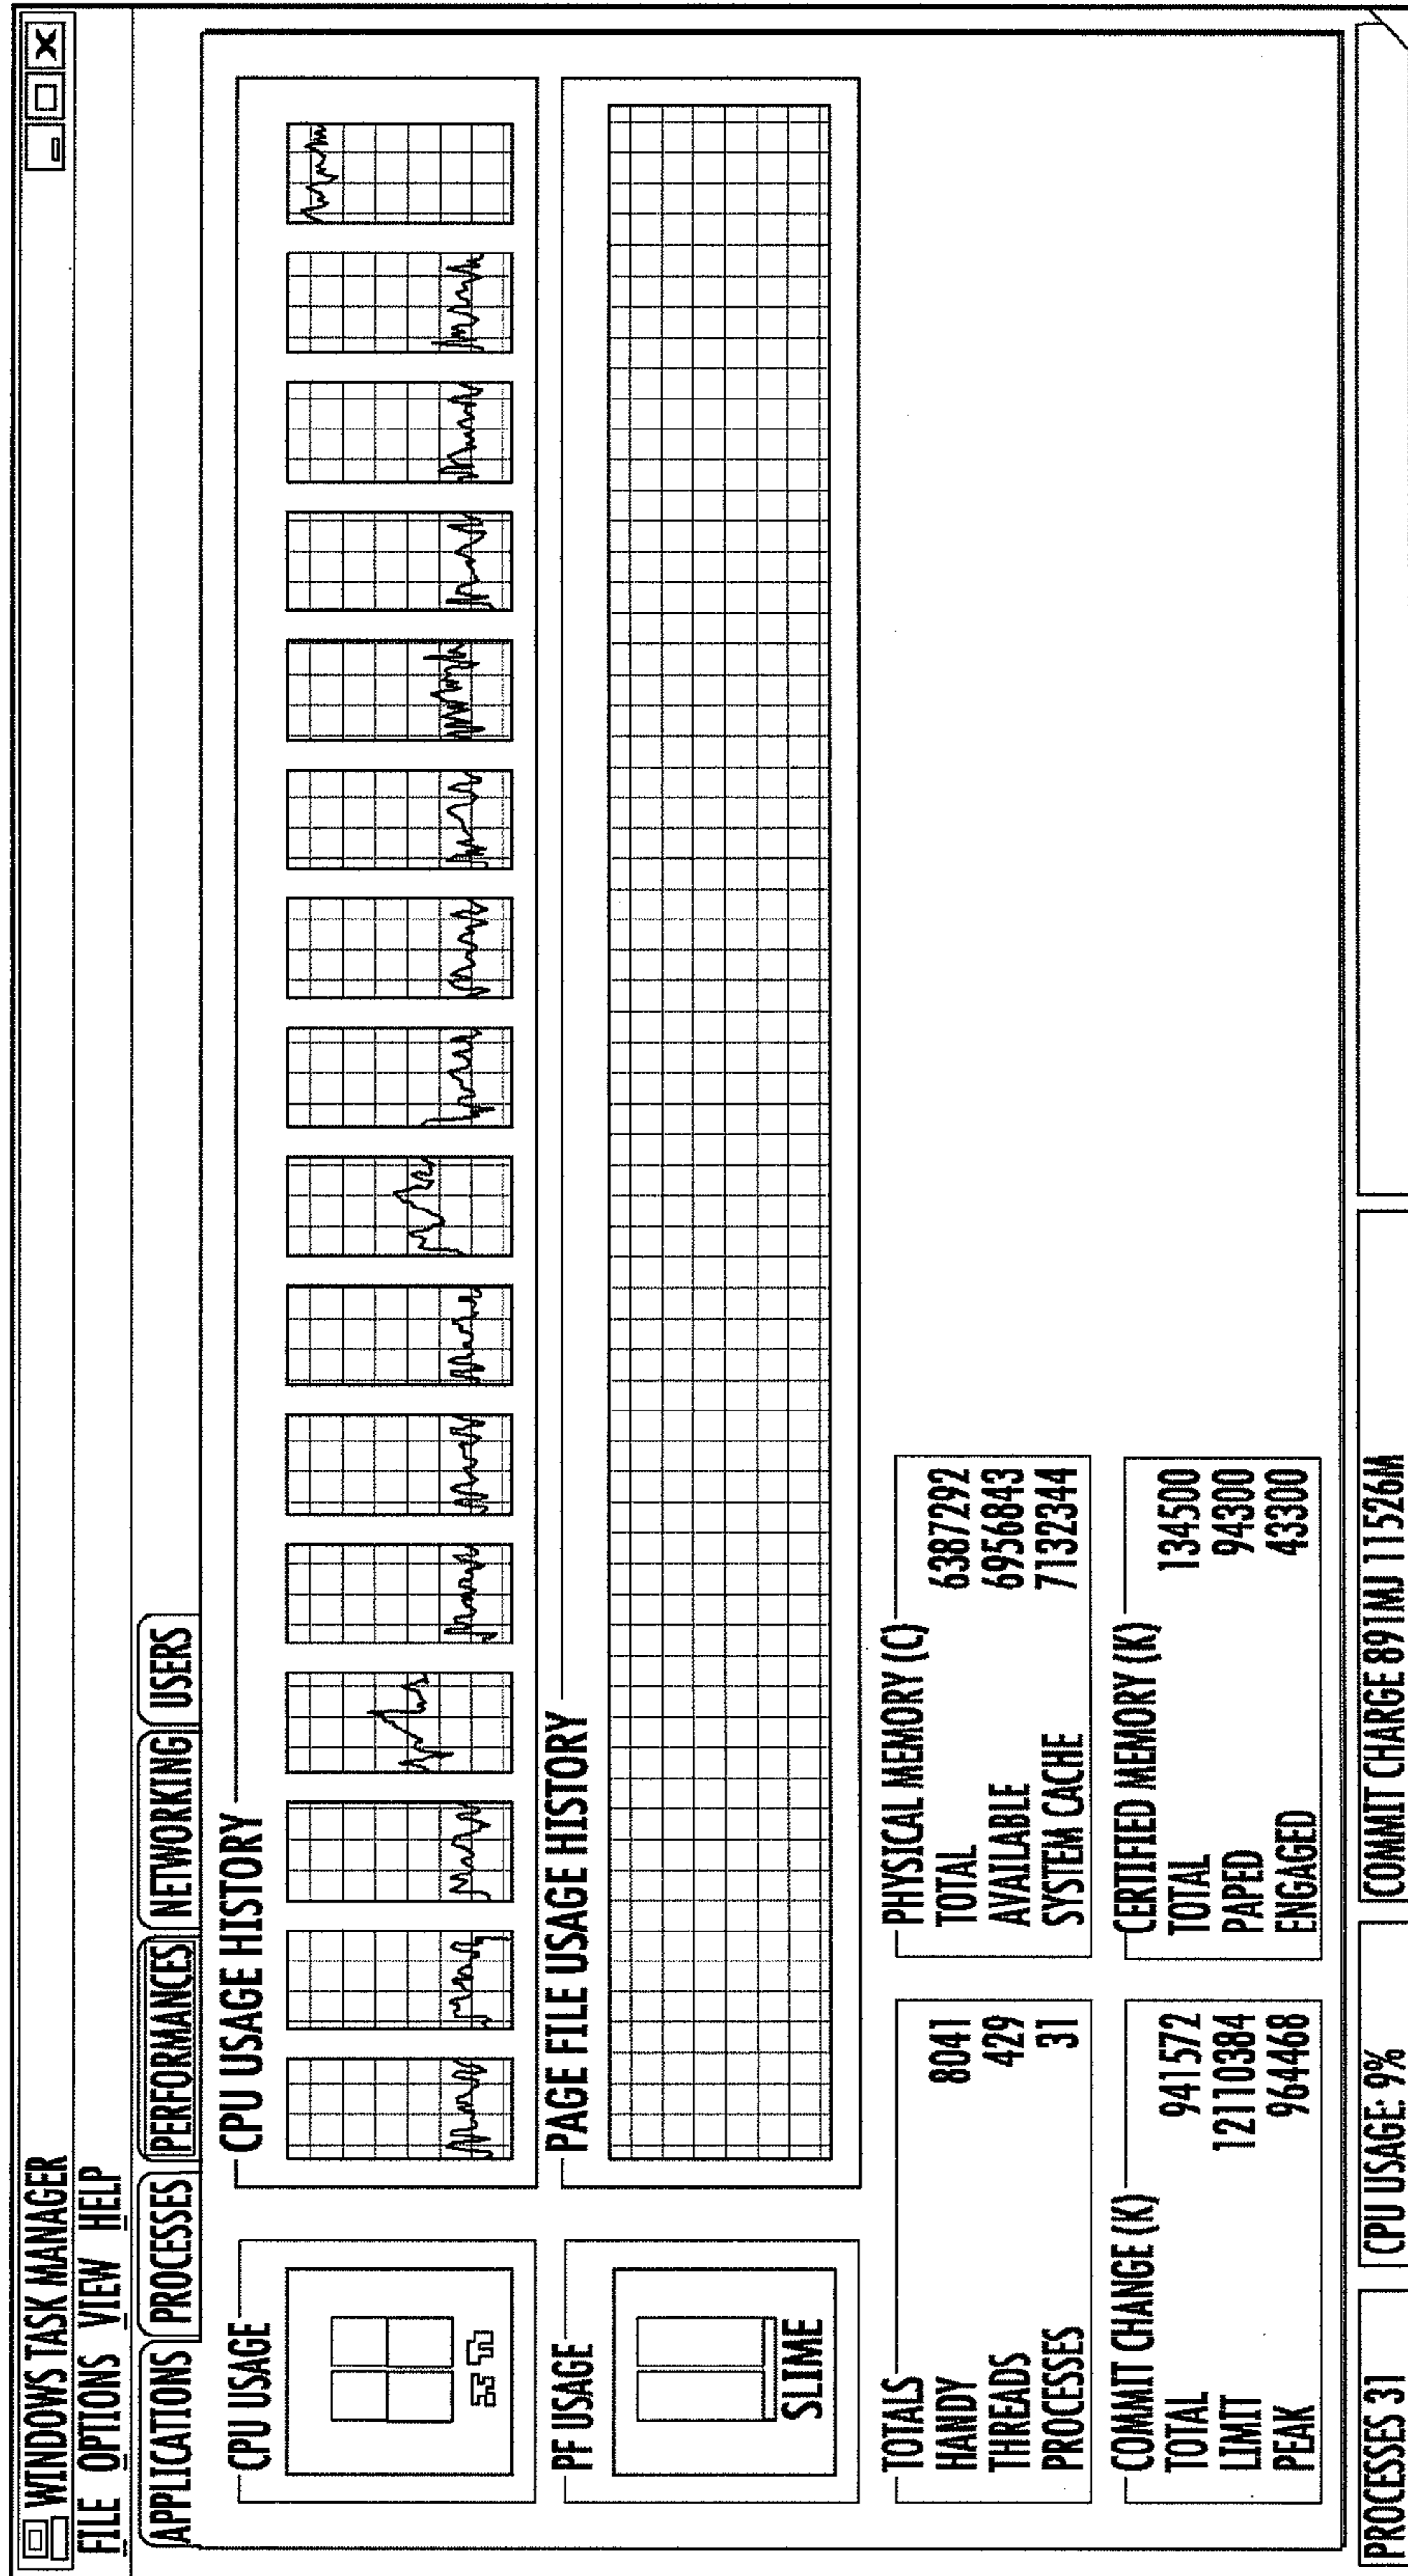 WINDOWS TASK MANAGER
FILE OPTIONS VIEW HELP
APPLICATIONS PROCESSES PERFORMANCES NETWORKING USERS
CPU USAGE
CPU USAGE HISTORY
PF USAGE
SLIME
PAGE FILE USAGE HISTORY
TOTALS
HANDY 8041
THREADS 429
PROCESSES 31
PHYSICAL MEMORY (C)
TOTAL 6387292
AVAILABLE 6956843
SYSTEM CACHE 7132344
COMMIT CHANGE (K)
TOTAL 941572
LIMIT 12110384
PEAK 964468
CERTIFIED MEMORY (K)
TOTAL 134500
PAPED 94300
ENGAGED 43300
PROCESSES 31
CPU USAGE: 9%
COMMIT CHARGE 891MJ 11526M